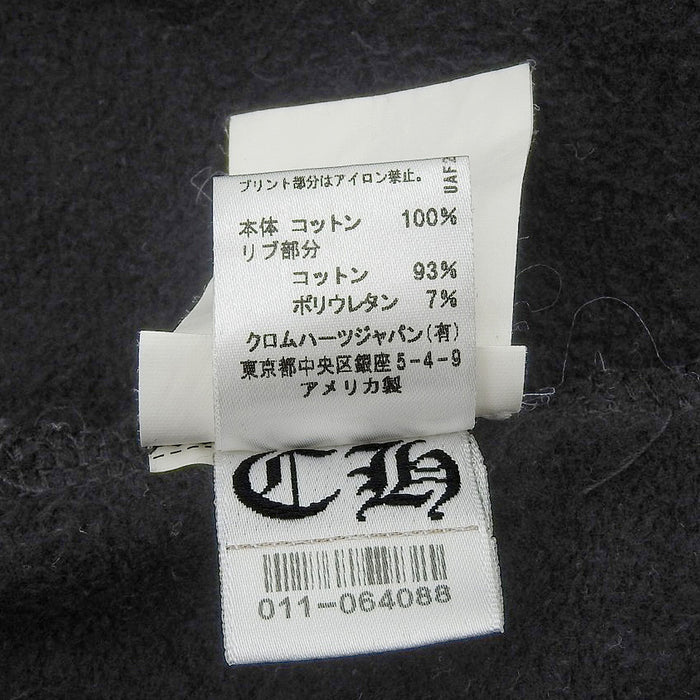 プリント部分はアイロン禁止。
UAF2
本体 コットン 100%
リブ部分
コットン 93%
ポリウレタン 7%
クロムハーツジャパン(有)
東京都中央区銀座5-4-9
アメリカ製
CH
011-064088